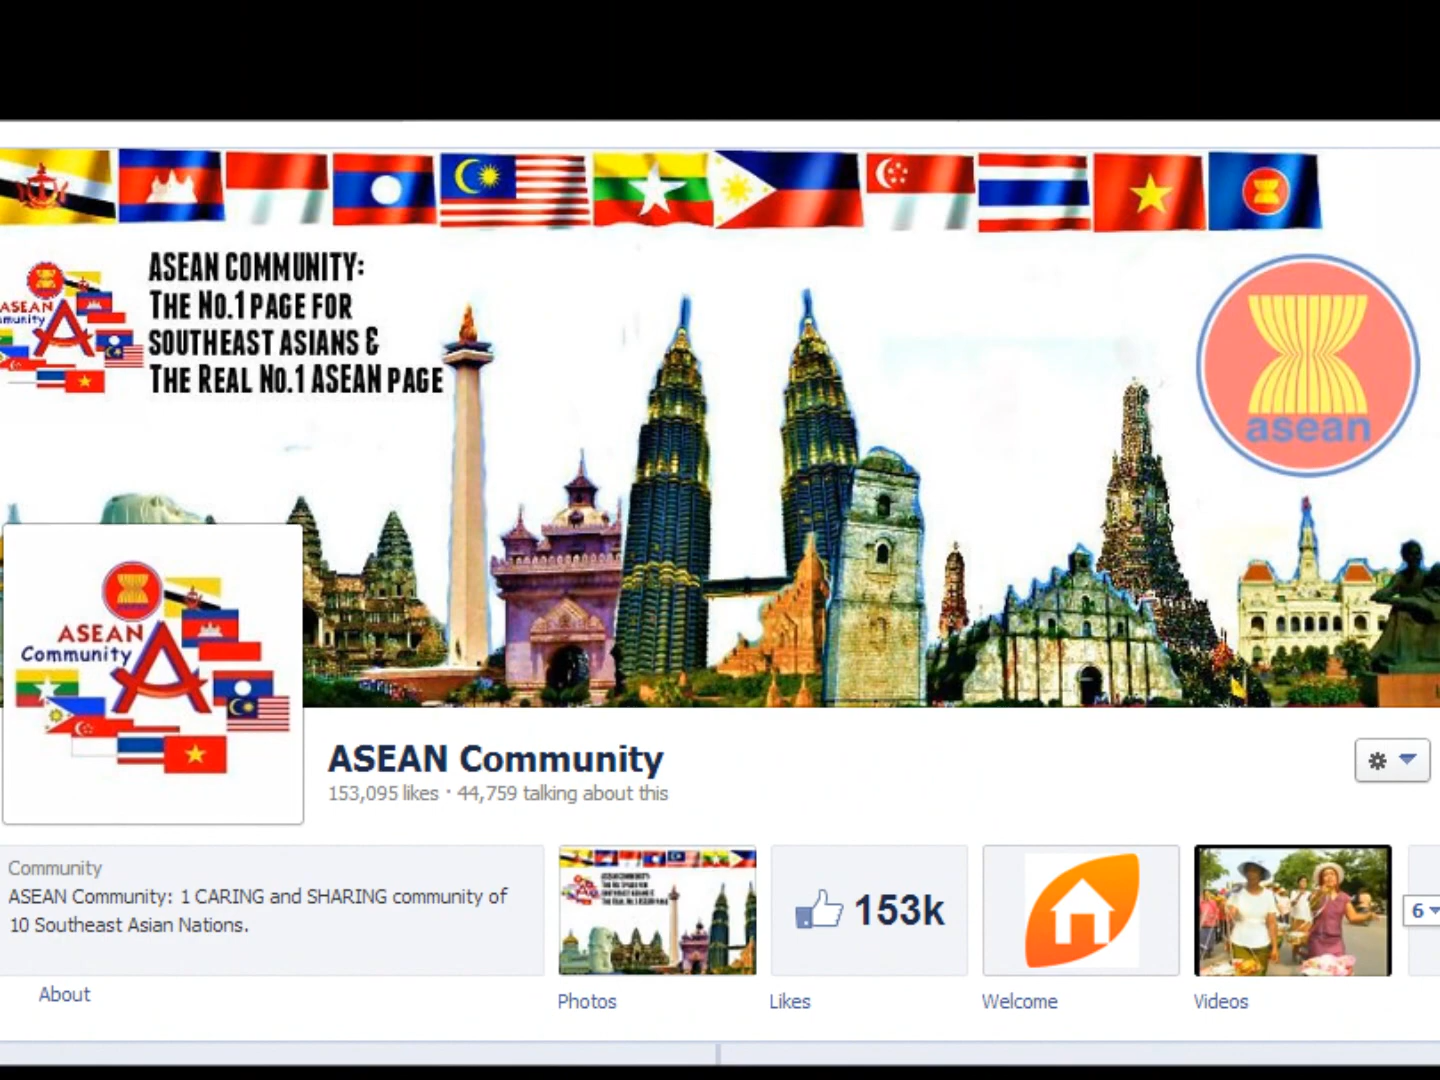 ASEAN COMMUNITY:
THE NO.1 PAGE FOR
SOUTHEAST ASIANS &
THE REAL NO.1 ASEAN PAGE
ASEAN
asean
ASEAN
Community
ASEAN Community
153,095 likes · 44,759 talking about this
Community
ASEAN Community: 1 CARING and SHARING community of
10 Southeast Asian Nations.
About
Photos
153k
Likes
Welcome
Videos
6